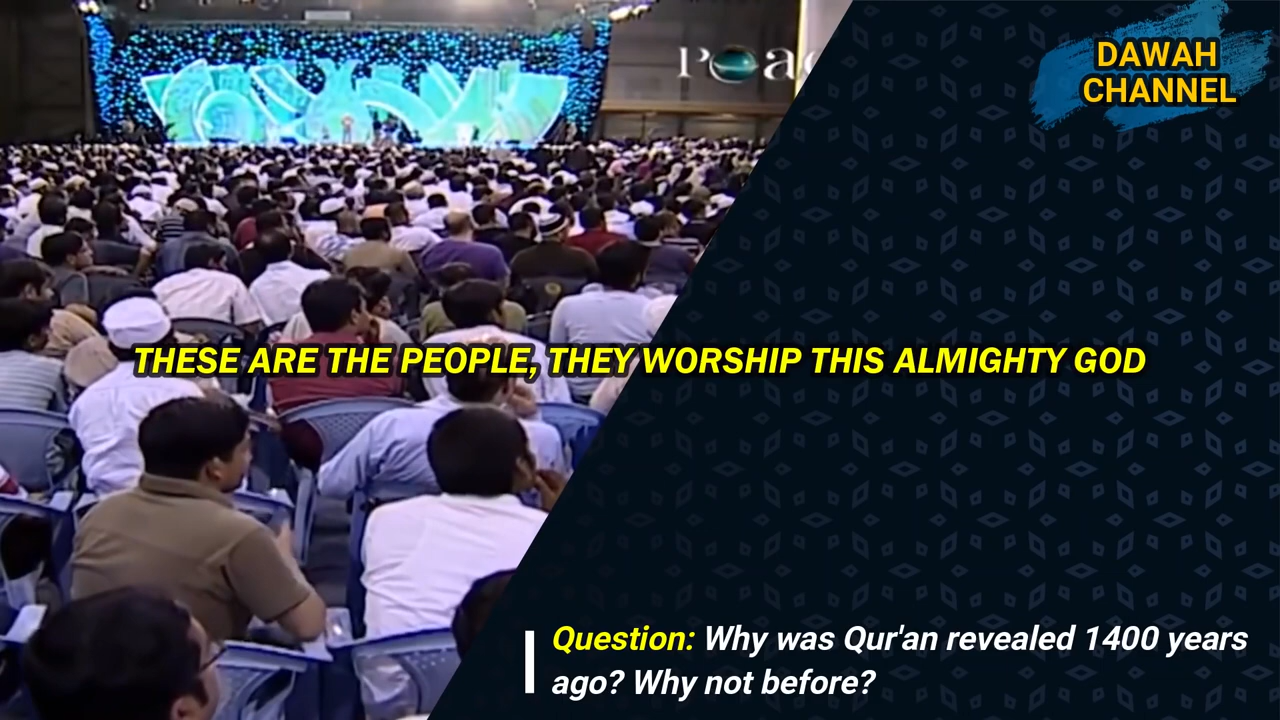 DAWAH
CHANNEL
THESE ARE THE PEOPLE, THEY WORSHIP THIS ALMIGHTY GOD
Question: Why was Qur'an revealed 1400 years
ago? Why not before?